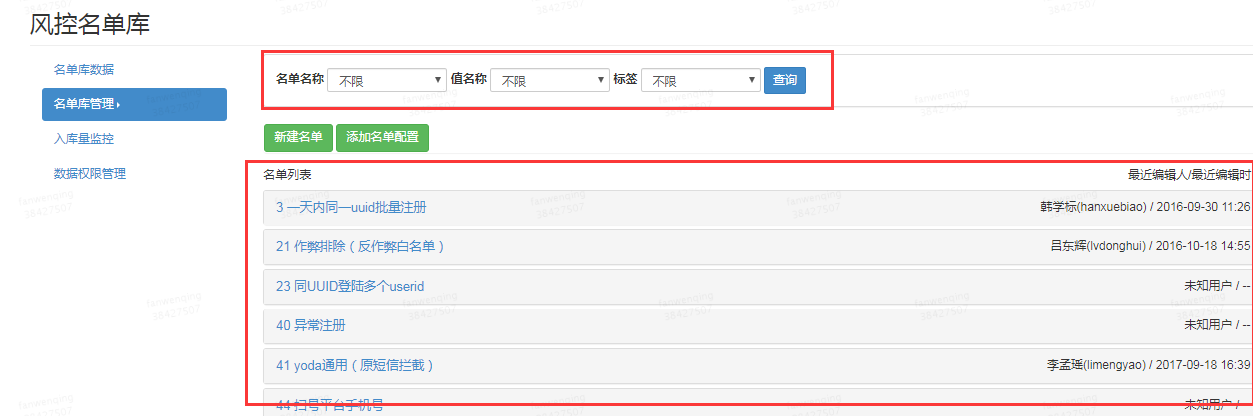 风控名单库
名单库数据
名单库管理
入库量监控
数据权限管理
名单名称 不限 值名称 不限 标签 不限 查询
新建名单 添加名单配置
名单列表 最近编辑人/最近编辑时
3 一天内同一uuid批量注册 韩学标(hanxuebiao) / 2016-09-30 11:26
21 作弊排除（反作弊白名单） 吕东辉(lvdonghui) / 2016-10-18 14:55
23 同UUID登陆多个userid 未知用户 / --
40 异常注册 未知用户 / --
41 yoda通用（原短信拦截） 李孟瑶(limengyao) / 2017-09-18 16:39
44 扫号平台手机号 未知用户 / --
fanwanqing
38427507